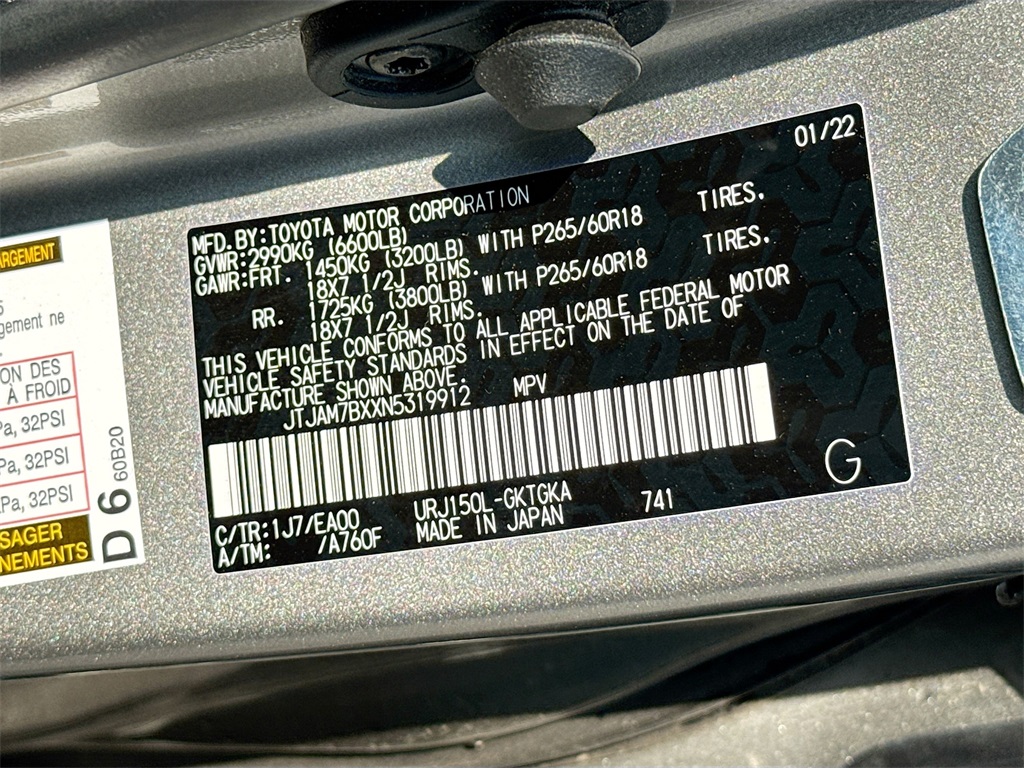 01/22
MFD.BY:TOYOTA MOTOR CORPORATION
GVWR:2990KG (6600LB)
GAWR:FRT. 1450KG (3200LB) WITH P265/60R18 TIRES.
18X7 1/2J RIMS.
RR. 1725KG (3800LB) WITH P265/60R18 TIRES.
18X7 1/2J RIMS.
THIS VEHICLE CONFORMS TO ALL APPLICABLE FEDERAL MOTOR
VEHICLE SAFETY STANDARDS IN EFFECT ON THE DATE OF
MANUFACTURE SHOWN ABOVE.
JTJAM7BXXN5319912 MPV
G
C/TR:1J7/EA00 URJ150L-GKTGKA 741
A/TM: /A760F MADE IN JAPAN
ARGEMENT
gement ne
ON DES
À FROID
Pa, 32PSI
Pa, 32PSI
Pa, 32PSI
SAGER
NEMENTS
D 6 60B20